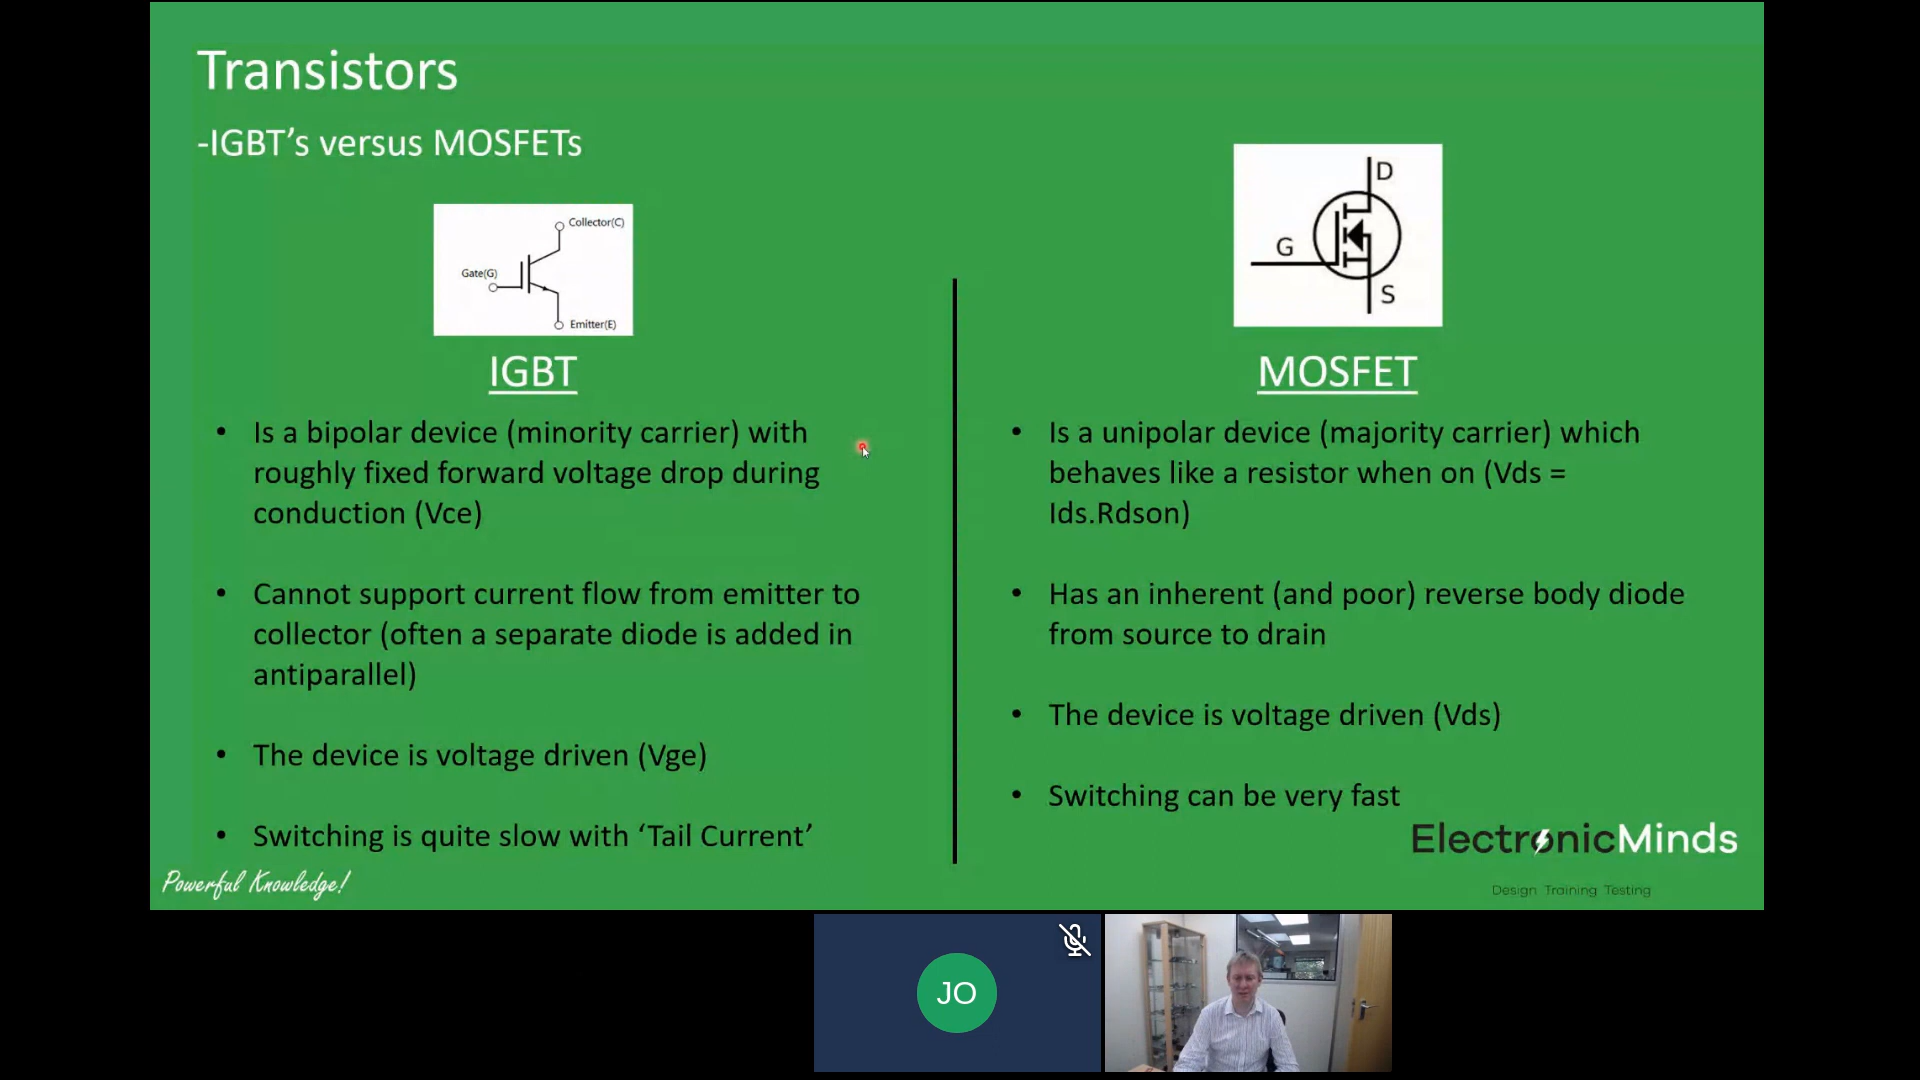 Transistors
-IGBT’s versus MOSFETs
Collector(C)
Gate(G)
Emitter(E)
IGBT
• Is a bipolar device (minority carrier) with
roughly fixed forward voltage drop during
conduction (Vce)
• Cannot support current flow from emitter to
collector (often a separate diode is added in
antiparallel)
• The device is voltage driven (Vge)
• Switching is quite slow with ‘Tail Current’
D
G
S
MOSFET
• Is a unipolar device (majority carrier) which
behaves like a resistor when on (Vds =
Ids.Rdson)
• Has an inherent (and poor) reverse body diode
from source to drain
• The device is voltage driven (Vds)
• Switching can be very fast
ElectronicMinds
Design Training Testing
Powerful Knowledge!
JO